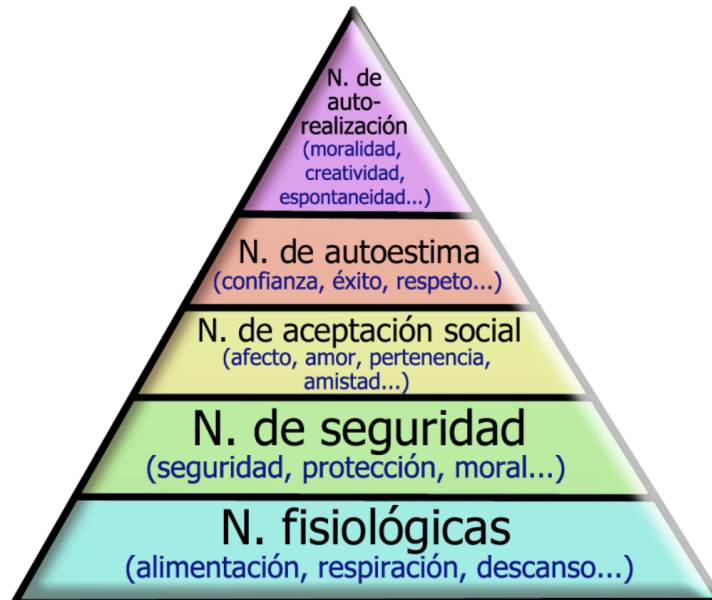 N. de
auto-
realización
(moralidad,
creatividad,
espontaneidad...)
N. de autoestima
(confianza, éxito, respeto...)
N. de aceptación social
(afecto, amor, pertenencia,
amistad...)
N. de seguridad
(seguridad, protección, moral...)
N. fisiológicas
(alimentación, respiración, descanso...)